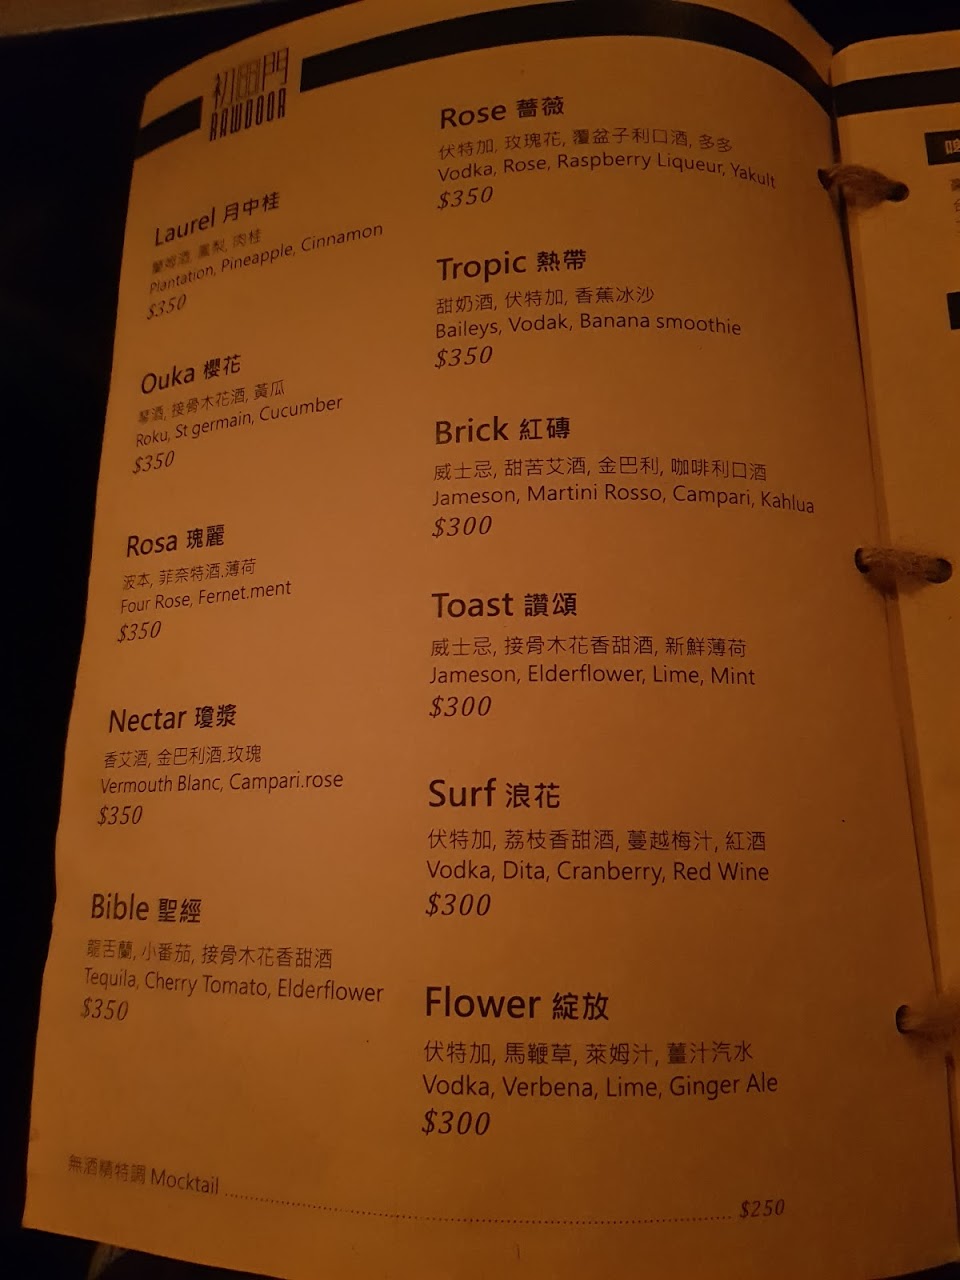 初田門
RAWDOOR
Laurel 月中桂
蘭姆酒, 鳳梨, 肉桂
Plantation, Pineapple, Cinnamon
$350
Ouka 櫻花
琴酒, 接骨木花酒, 黃瓜
Roku, St germain, Cucumber
$350
Rosa 瑰麗
波本, 菲奈特酒.薄荷
Four Rose, Fernet.ment
$350
Nectar 瓊漿
香艾酒, 金巴利酒.玫瑰
Vermouth Blanc, Campari.rose
$350
Bible 聖經
龍舌蘭, 小番茄, 接骨木花香甜酒
Tequila, Cherry Tomato, Elderflower
$350
Rose 薔薇
伏特加, 玫瑰花, 覆盆子利口酒, 多多
Vodka, Rose, Raspberry Liqueur, Yakult
$350
Tropic 熱帶
甜奶酒, 伏特加, 香蕉冰沙
Baileys, Vodak, Banana smoothie
$350
Brick 紅磚
威士忌, 甜苦艾酒, 金巴利, 咖啡利口酒
Jameson, Martini Rosso, Campari, Kahlua
$300
Toast 讚頌
威士忌, 接骨木花香甜酒, 新鮮薄荷
Jameson, Elderflower, Lime, Mint
$300
Surf 浪花
伏特加, 荔枝香甜酒, 蔓越梅汁, 紅酒
Vodka, Dita, Cranberry, Red Wine
$300
Flower 綻放
伏特加, 馬鞭草, 萊姆汁, 薑汁汽水
Vodka, Verbena, Lime, Ginger Ale
$300
無酒精特調 Mocktail $250